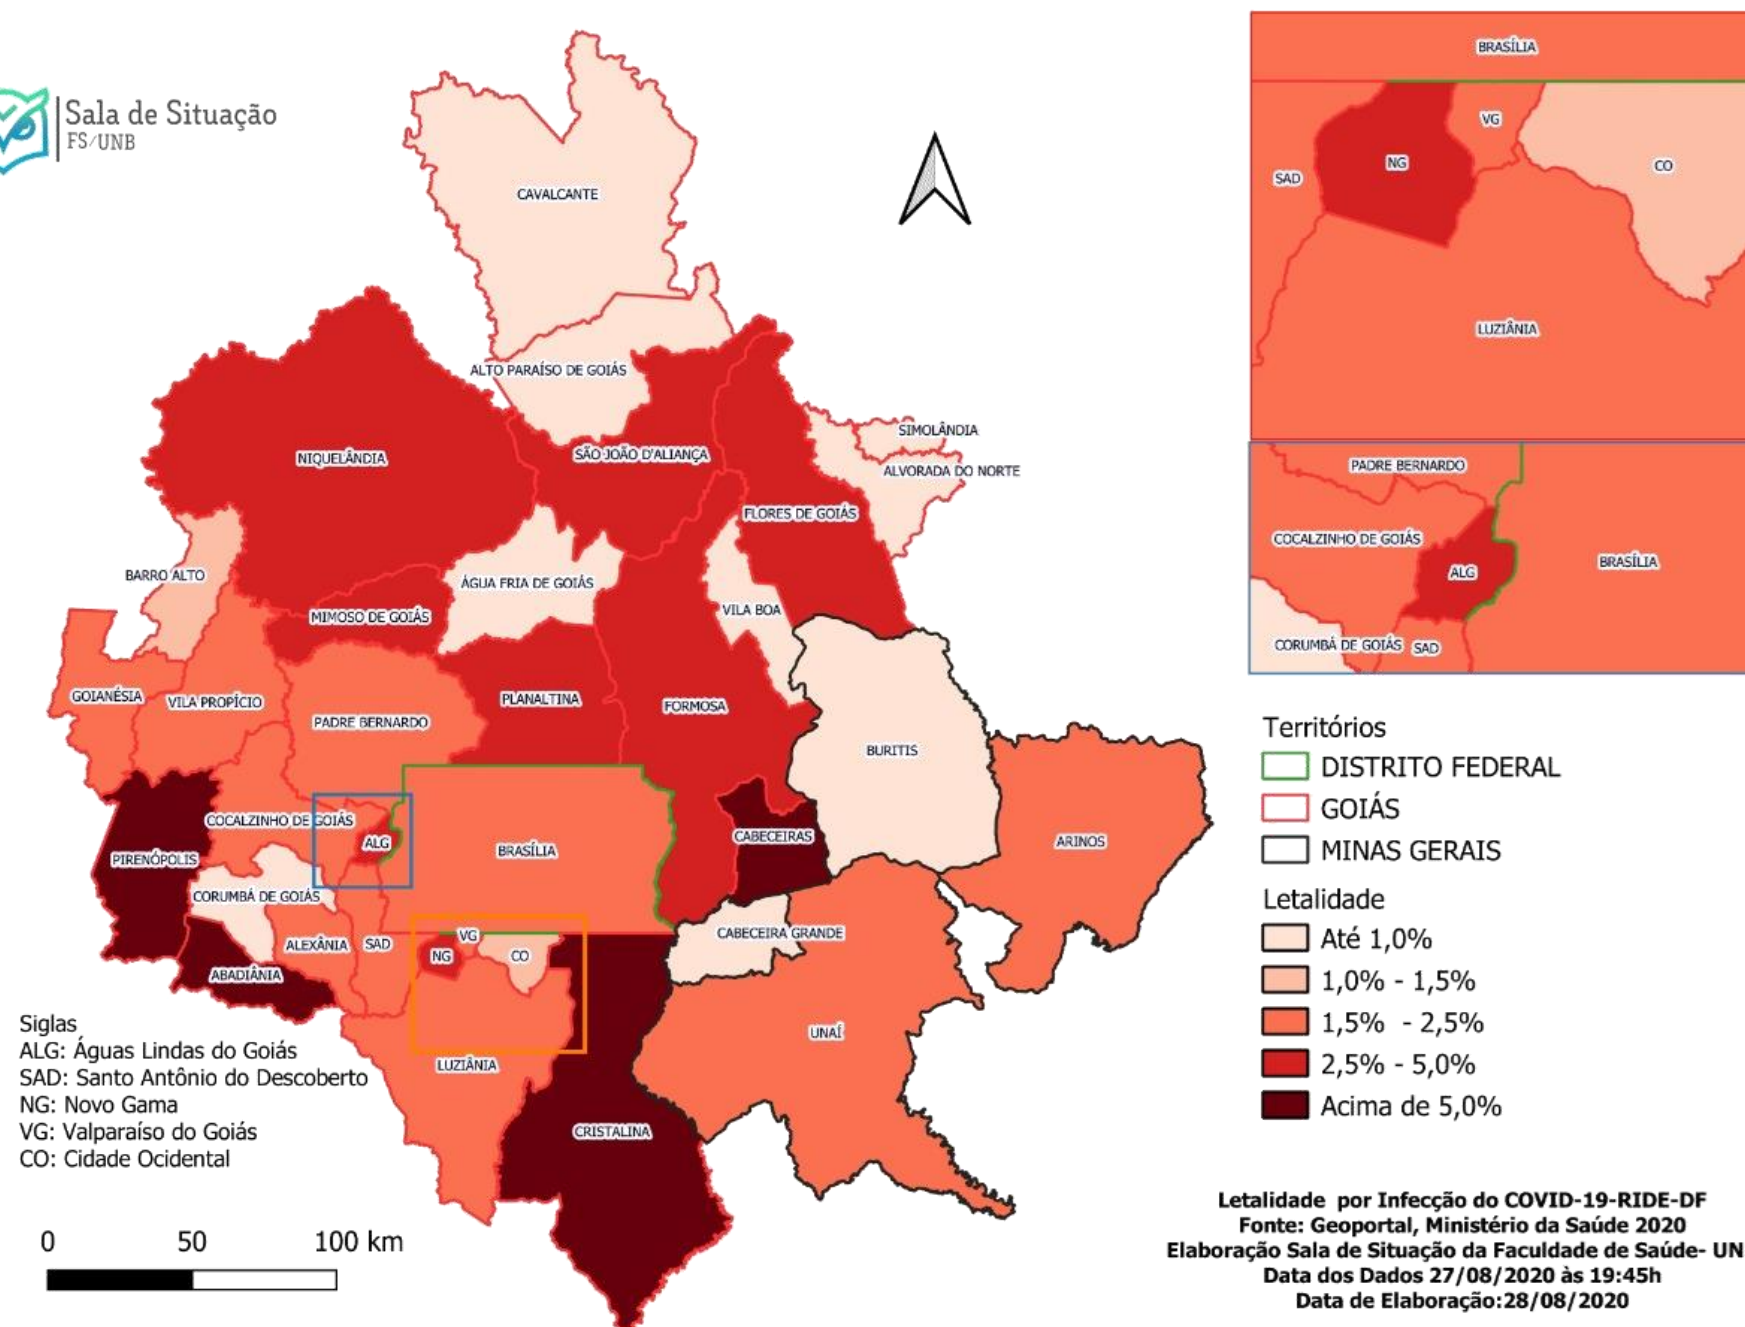 Sala de Situação
FS/UNB
CAVALCANTE
ALTO PARAÍSO DE GOIÁS
NIQUELÂNDIA
SÃO JOÃO D'ALIANÇA
SIMOLÂNDIA
ALVORADA DO NORTE
FLORES DE GOIÁS
BARRO ALTO
ÁGUA FRIA DE GOIÁS
MIMOSO DE GOIÁS
VILA BOA
GOIANÉSIA
VILA PROPÍCIO
PADRE BERNARDO
PLANALTINA
FORMOSA
BURITIS
COCALZINHO DE GOIÁS
ALG
BRASÍLIA
CABECEIRAS
ARINOS
PIRENÓPOLIS
CORUMBÁ DE GOIÁS
ALEXÂNIA
SAD
VG
NG
CO
CABECEIRA GRANDE
ABADIÂNIA
UNAÍ
LUZIÂNIA
CRISTALINA
Siglas
ALG: Águas Lindas do Goiás
SAD: Santo Antônio do Descoberto
NG: Novo Gama
VG: Valparaíso do Goiás
CO: Cidade Ocidental
0 50 100 km
BRASÍLIA
VG
NG
CO
SAD
LUZIÂNIA
PADRE BERNARDO
COCALZINHO DE GOIÁS
BRASÍLIA
ALG
CORUMBÁ DE GOIÁS
SAD
Territórios
DISTRITO FEDERAL
GOIÁS
MINAS GERAIS
Letalidade
Até 1,0%
1,0% - 1,5%
1,5% - 2,5%
2,5% - 5,0%
Acima de 5,0%
Letalidade por Infecção do COVID-19-RIDE-DF
Fonte: Geoportal, Ministério da Saúde 2020
Elaboração Sala de Situação da Faculdade de Saúde- UN
Data dos Dados 27/08/2020 às 19:45h
Data de Elaboração:28/08/2020